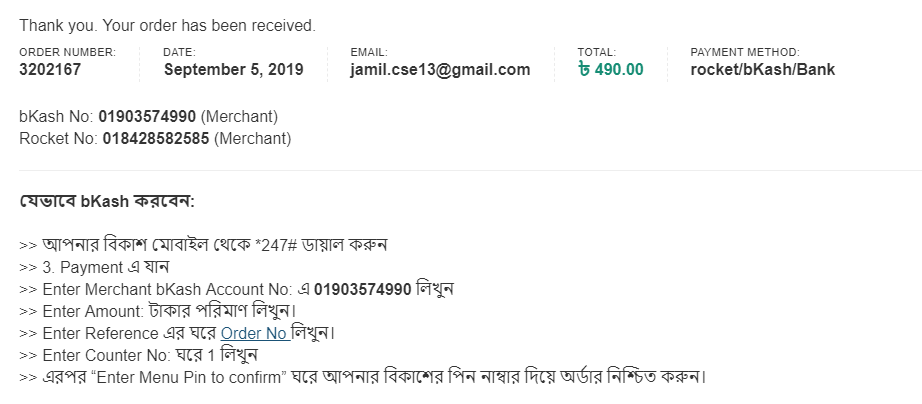 Thank you. Your order has been received.
ORDER NUMBER: DATE: EMAIL: TOTAL: PAYMENT METHOD:
3202167 September 5, 2019 jamil.cse13@gmail.com ৳ 490.00 rocket/bKash/Bank
bKash No: 01903574990 (Merchant)
Rocket No: 018428582585 (Merchant)
যেভাবে bKash করবেন:
>> আপনার বিকাশ মোবাইল থেকে *247# ডায়াল করুন
>> 3. Payment এ যান
>> Enter Merchant bKash Account No: এ 01903574990 লিখুন
>> Enter Amount: টাকার পরিমাণ লিখুন।
>> Enter Reference এর ঘরে Order No লিখুন।
>> Enter Counter No: ঘরে 1 লিখুন
>> এরপর “Enter Menu Pin to confirm” ঘরে আপনার বিকাশের পিন নাম্বার দিয়ে অর্ডার নিশ্চিত করুন।